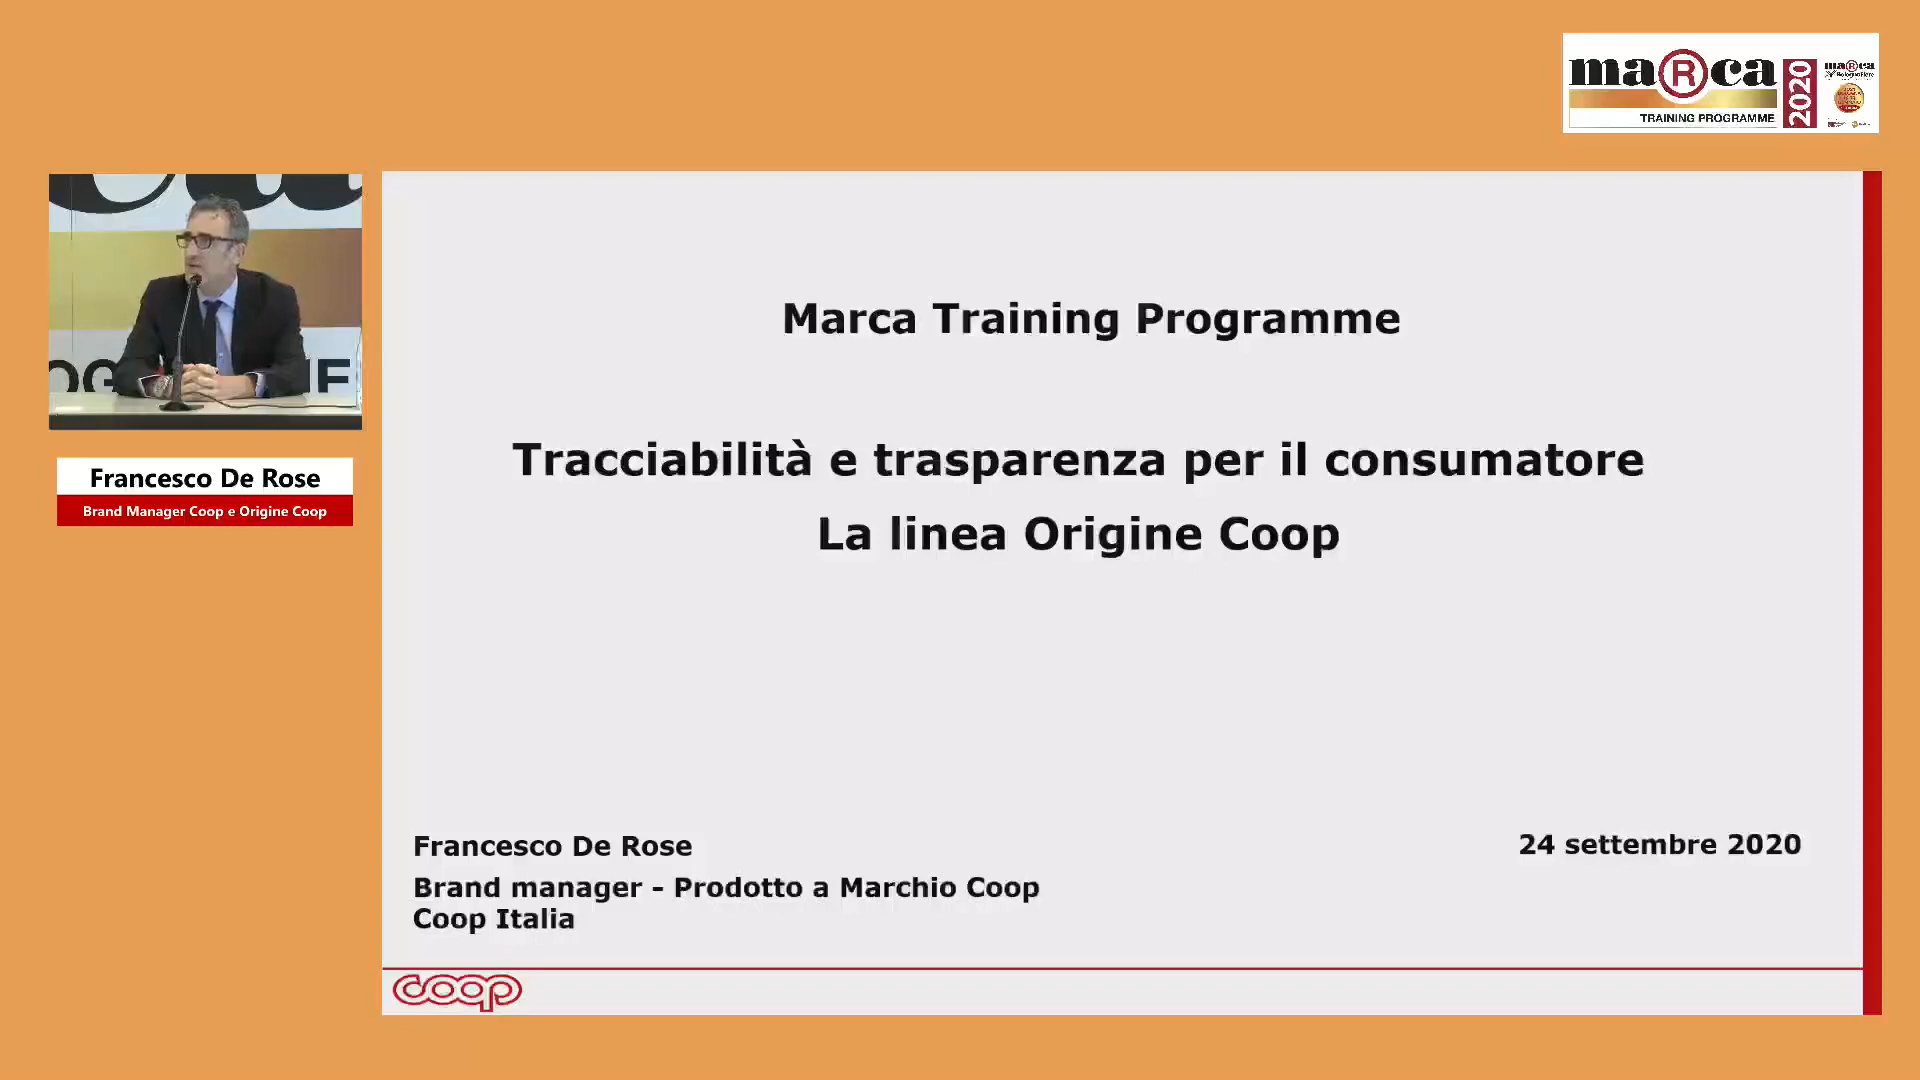 maRca
TRAINING PROGRAMME
2020
maRca
BolognaFiere
Francesco De Rose
Brand Manager Coop e Origine Coop
Marca Training Programme
Tracciabilità e trasparenza per il consumatore
La linea Origine Coop
Francesco De Rose
24 settembre 2020
Brand manager - Prodotto a Marchio Coop
Coop Italia
coop